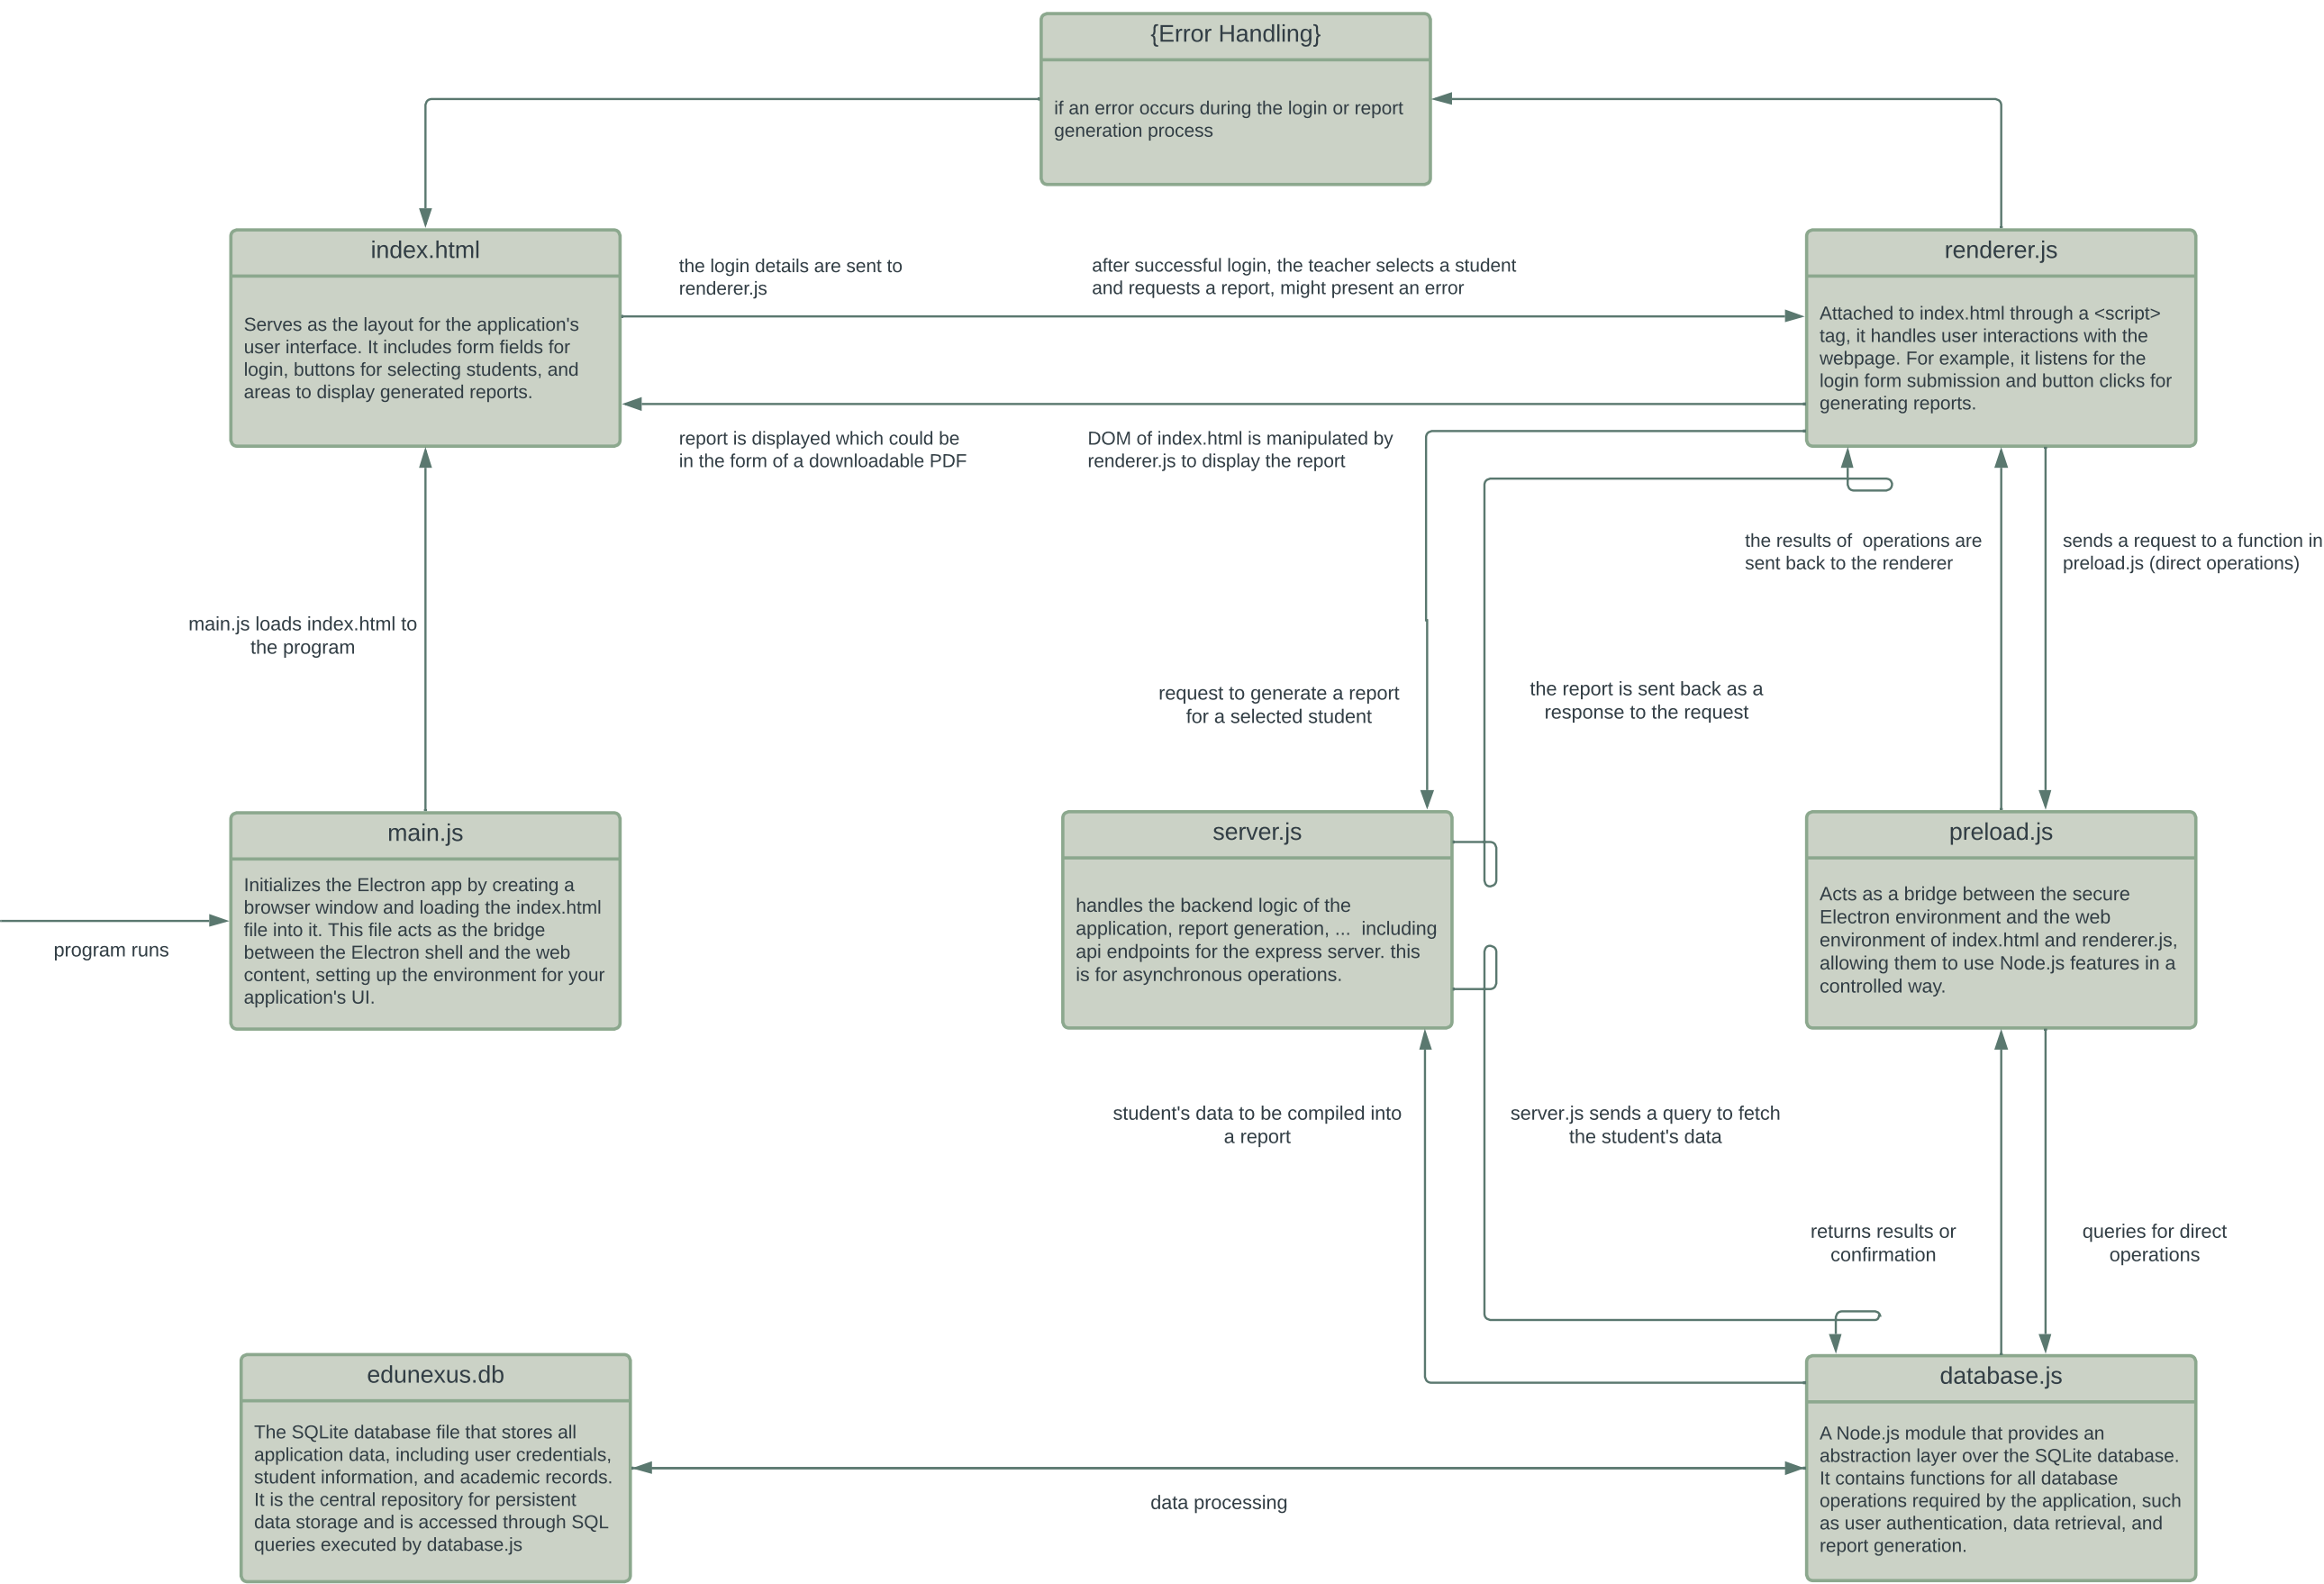 {Error Handling}
if an error occurs during the login or report
generation process
index.html
Serves as the layout for the application's
user interface. It includes form fields for
login, buttons for selecting students, and
areas to display generated reports.
the login details are sent to
renderer.js
after successful login, the teacher selects a student
and requests a report, might present an error
renderer.js
Attached to index.html through a <script>
tag, it handles user interactions with the
webpage. For example, it listens for the
login form submission and button clicks for
generating reports.
report is displayed which could be
in the form of a downloadable PDF
DOM of index.html is manipulated by
renderer.js to display the report
the results of  operations are
sent back to the renderer
sends a request to a function in
preload.js (direct operations)
main.js loads index.html to
the program
request to generate a report
for a selected student
the report is sent back as a
response to the request
main.js
Initializes the Electron app by creating a
browser window and loading the index.html
file into it. This file acts as the bridge
between the Electron shell and the web
content, setting up the environment for your
application's UI.
program runs
server.js
handles the backend logic of the
application, report generation, ...  including
api endpoints for the express server. this
is for asynchronous operations.
preload.js
Acts as a bridge between the secure
Electron environment and the web
environment of index.html and renderer.js,
allowing them to use Node.js features in a
controlled way.
student's data to be compiled into
a report
server.js sends a query to fetch
the student's data
returns results or
confirmation
queries for direct
operations
edunexus.db
The SQLite database file that stores all
application data, including user credentials,
student information, and academic records.
It is the central repository for persistent
data storage and is accessed through SQL
queries executed by database.js
data processing
database.js
A Node.js module that provides an
abstraction layer over the SQLite database.
It contains functions for all database
operations required by the application, such
as user authentication, data retrieval, and
report generation.